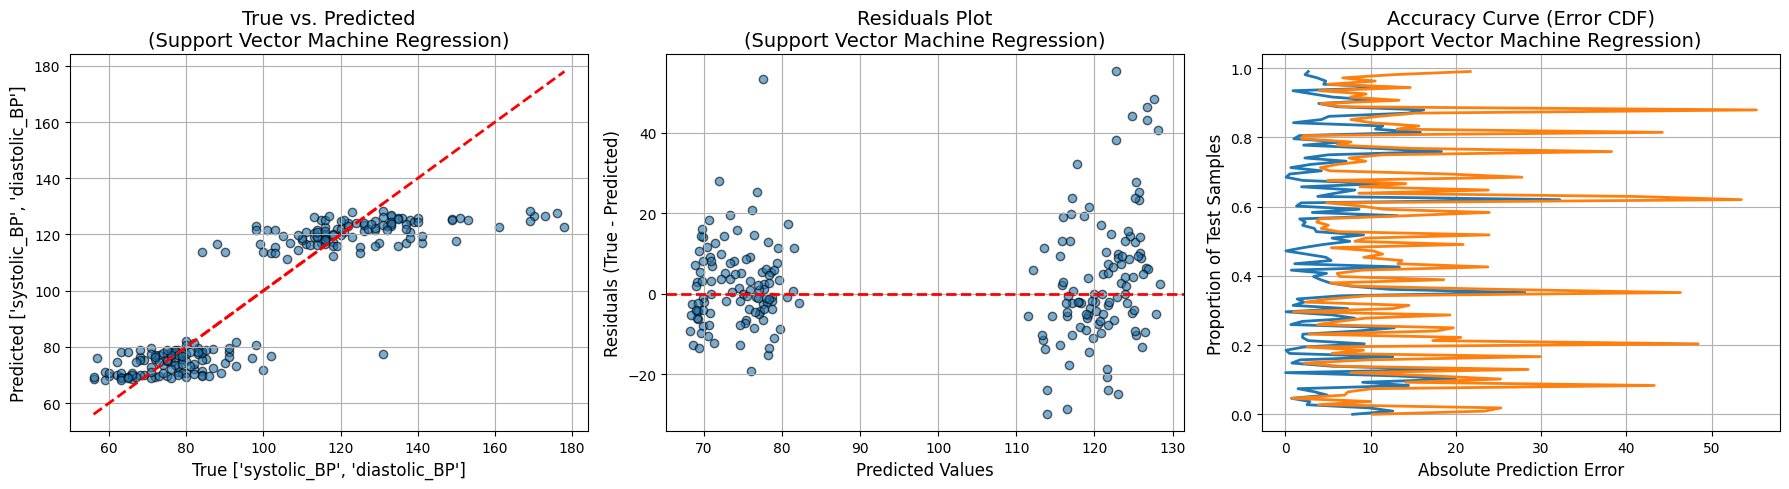 True vs. Predicted
(Support Vector Machine Regression)
Predicted ['systolic_BP', 'diastolic_BP']
180
160
140
120
100
80
60
60 80 100 120 140 160 180
True ['systolic_BP', 'diastolic_BP']
Residuals Plot
(Support Vector Machine Regression)
Residuals (True - Predicted)
40
20
0
−20
70 80 90 100 110 120 130
Predicted Values
Accuracy Curve (Error CDF)
(Support Vector Machine Regression)
Proportion of Test Samples
1.0
0.8
0.6
0.4
0.2
0.0
0 10 20 30 40 50
Absolute Prediction Error